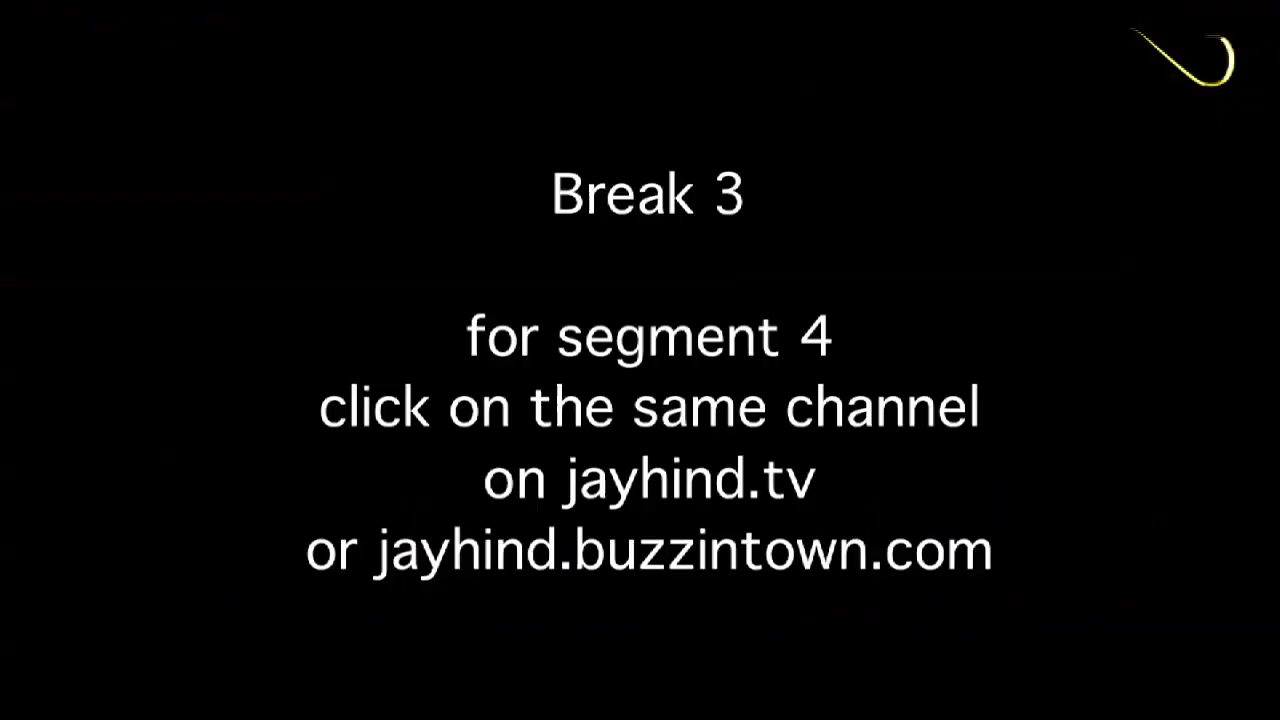 Break 3
for segment 4
click on the same channel
on jayhind.tv
or jayhind.buzzintown.com